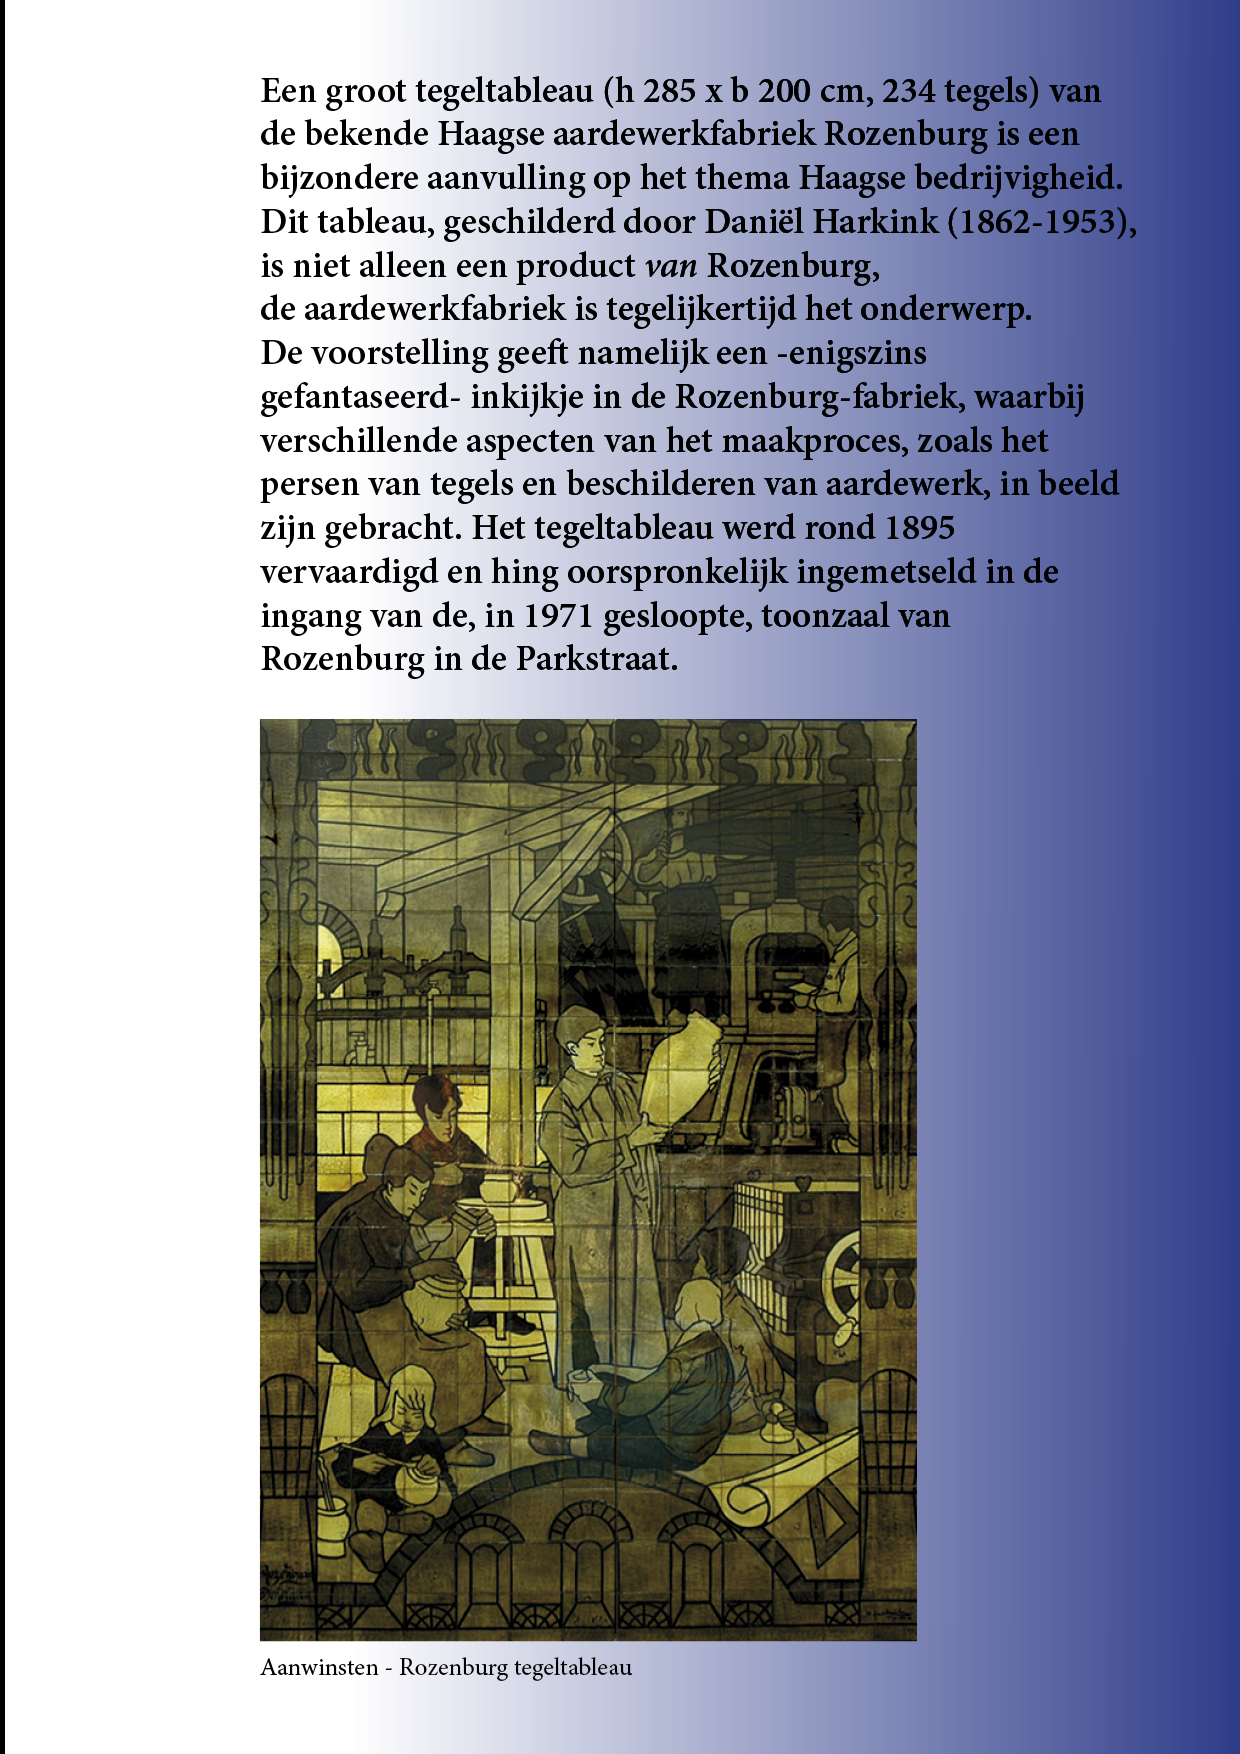 Een groot tegeltableau (h 285 x b 200 cm, 234 tegels) van
de bekende Haagse aardewerkfabriek Rozenburg is een
bijzondere aanvulling op het thema Haagse bedrijvigheid.
Dit tableau, geschilderd door Daniël Harkink (1862-1953),
is niet alleen een product van Rozenburg,
de aardewerkfabriek is tegelijkertijd het onderwerp.
De voorstelling geeft namelijk een -enigszins
gefantaseerd- inkijkje in de Rozenburg-fabriek, waarbij
verschillende aspecten van het maakproces, zoals het
persen van tegels en beschilderen van aardewerk, in beeld
zijn gebracht. Het tegeltableau werd rond 1895
vervaardigd en hing oorspronkelijk ingemetseld in de
ingang van de, in 1971 gesloopte, toonzaal van
Rozenburg in de Parkstraat.
Aanwinsten - Rozenburg tegeltableau